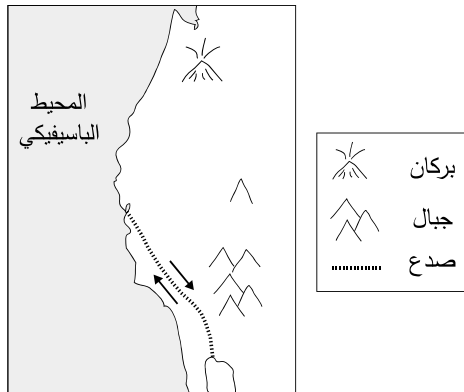 المحيط
الباسيفيكي
بركان
جبال
صدع